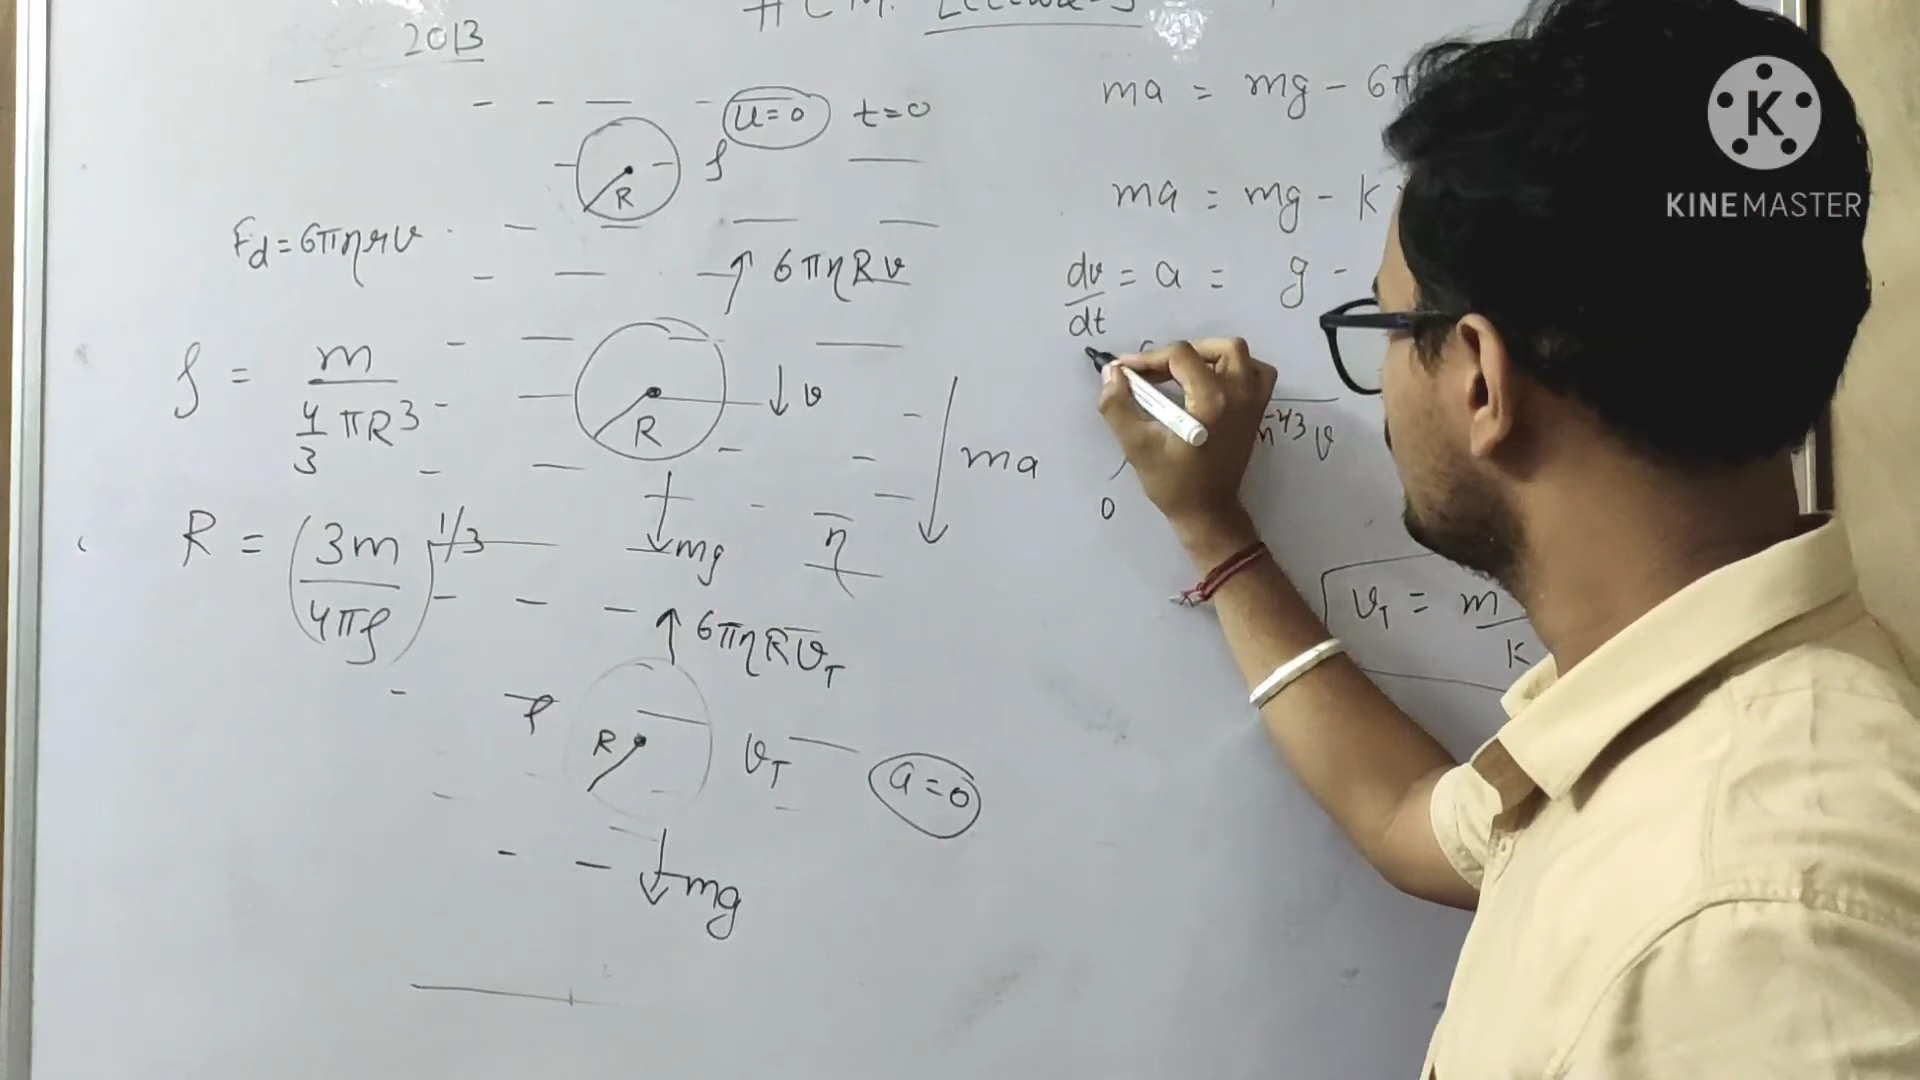 2013
u=0 t=0
R ρ
F_d = 6πηrv
6πηRv
ρ = m / (4/3 πR³)
R
v
ma
mg
η
R = (3m / 4πρ)^1/3
6πηRv_T
ρ
R
v_T
a=0
mg
ma = mg - 6π
ma = mg - k
dv/dt = a = g -
v
0
v_T = m / k
K
KINEMASTER